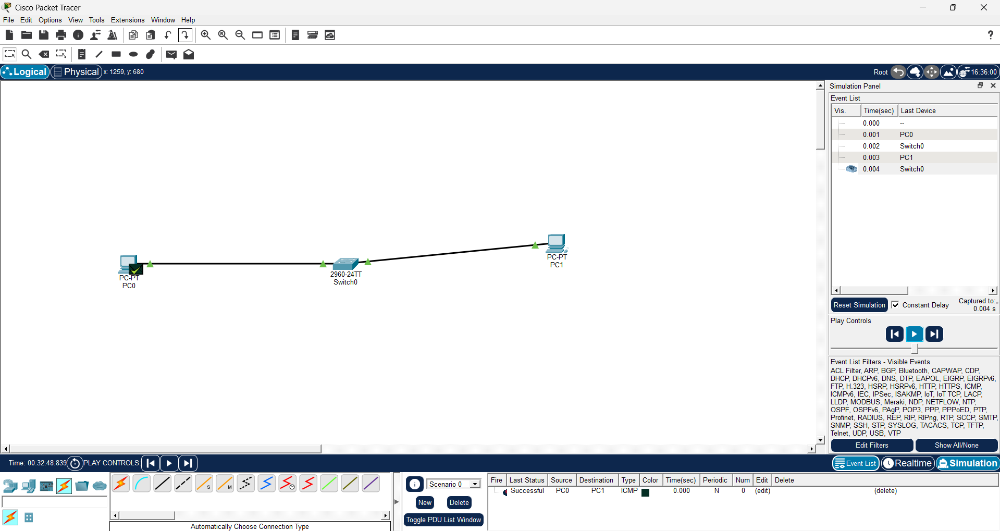 Cisco Packet Tracer
File Edit Options View Tools Extensions Window Help
?
Logical Physical x: 1259, y: 680 Root 16:36:00
Simulation Panel
Event List
Vis. Time(sec) Last Device
0.000 --
0.001 PC0
0.002 Switch0
0.003 PC1
0.004 Switch0
PC-PT
PC0
2960-24TT
Switch0
PC-PT
PC1
Reset Simulation Constant Delay Captured to:
0.004 s
Play Controls
Event List Filters - Visible Events
ACL Filter, ARP, BGP, Bluetooth, CAPWAP, CDP,
DHCP, DHCPv6, DNS, DTP, EAPOL, EIGRP, EIGRPv6,
FTP, H.323, HSRP, HSRPv6, HTTP, HTTPS, ICMP,
ICMPv6, IEC, IPSec, ISAKMP, IoT, IoT TCP, LACP,
LLDP, MODBUS, Meraki, NDP, NETFLOW, NTP,
OSPF, OSPFv6, PAgP, POP3, PPP, PPPoED, PTP,
Profinet, RADIUS, REP, RIP, RIPng, RTP, SCCP, SMTP,
SNMP, SSH, STP, SYSLOG, TACACS, TCP, TFTP,
Telnet, UDP, USB, VTP
Edit Filters Show All/None
Time: 00:32:48.839 PLAY CONTROLS: Event List Realtime Simulation
S M
Automatically Choose Connection Type
Scenario 0
New Delete
Toggle PDU List Window
Fire Last Status Source Destination Type Color Time(sec) Periodic Num Edit Delete
Successful PC0 PC1 ICMP 0.000 N 0 (edit) (delete)